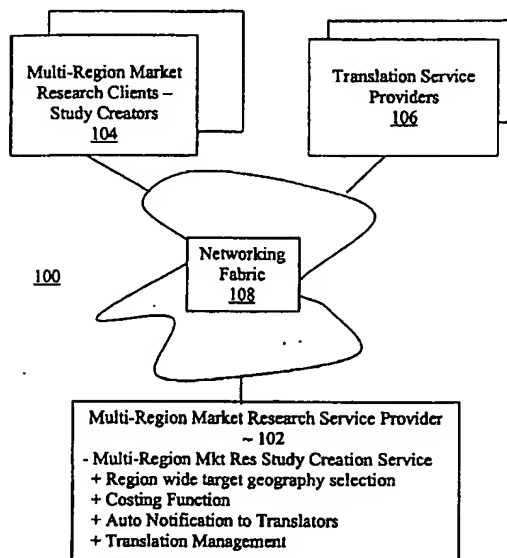 Multi-Region Market
Research Clients –
Study Creators
104
Translation Service
Providers
106
Networking
Fabric
108
100
Multi-Region Market Research Service Provider
~ 102
- Multi-Region Mkt Res Study Creation Service
+ Region wide target geography selection
+ Costing Function
+ Auto Notification to Translators
+ Translation Management